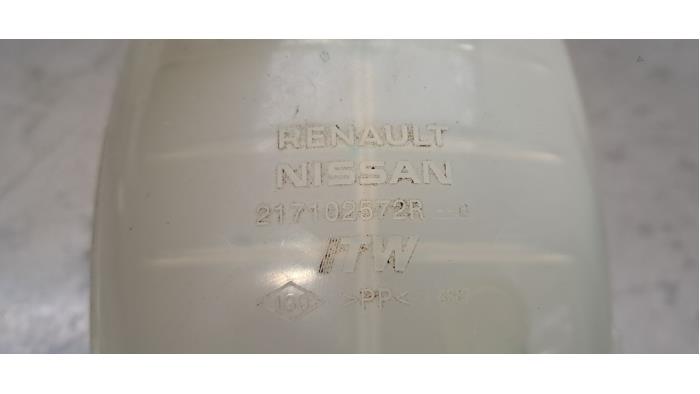 RENAULT
NISSAN
217102572R
ITW
>PP<